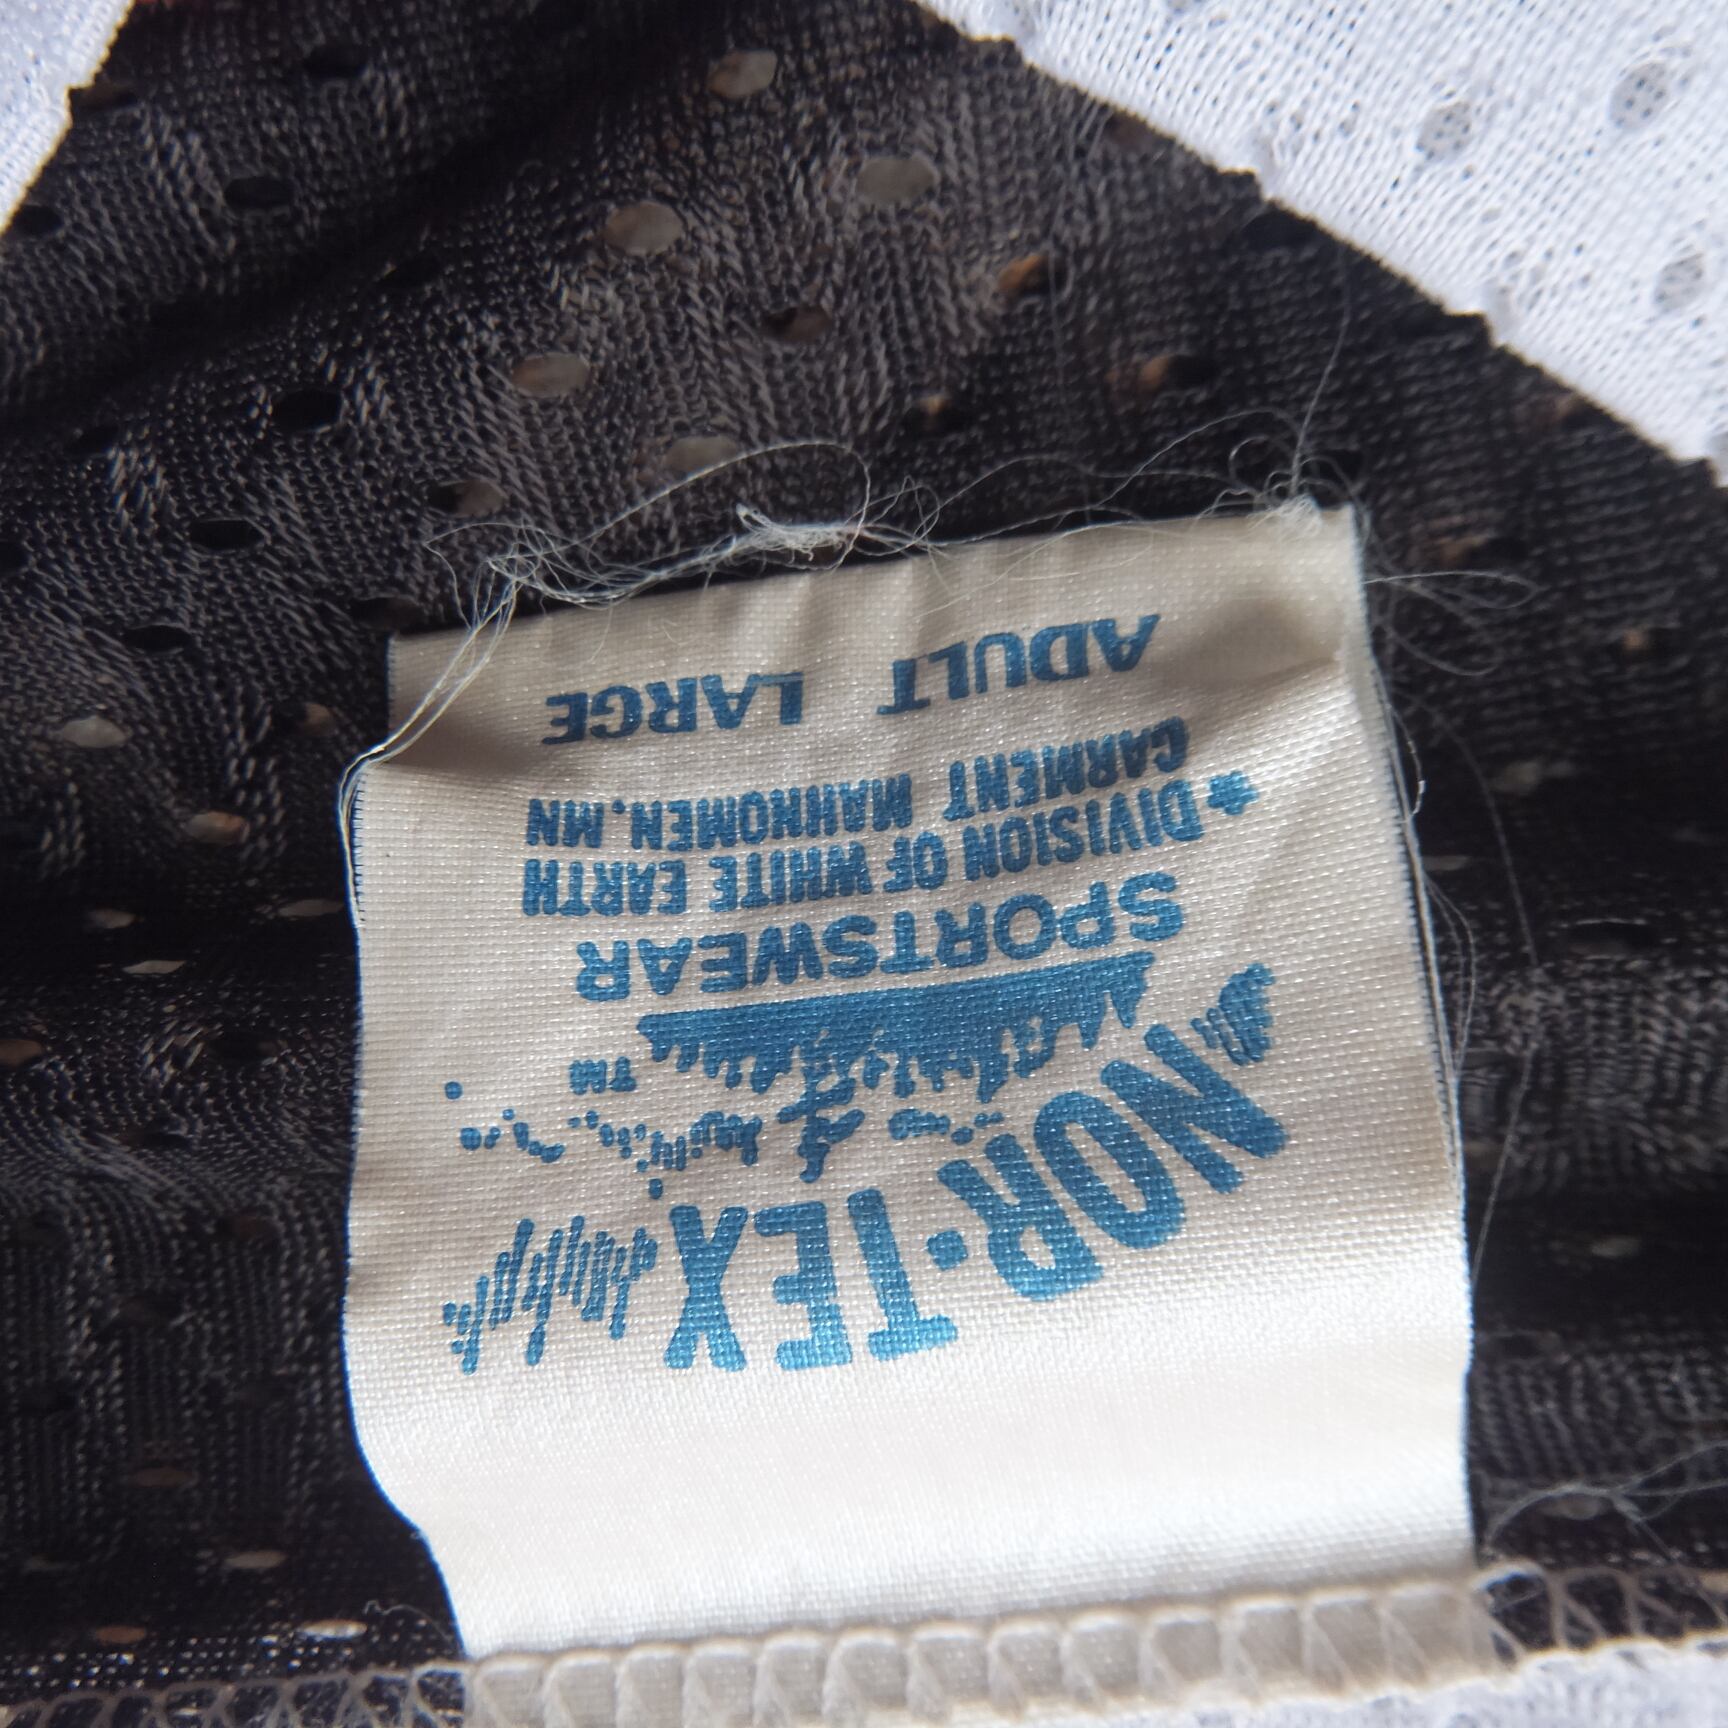 NOR·TEX
TM
SPORTSWEAR
★ DIVISION OF WHITE EARTH
GARMENT MAHNOMEN, MN
ADULT LARGE